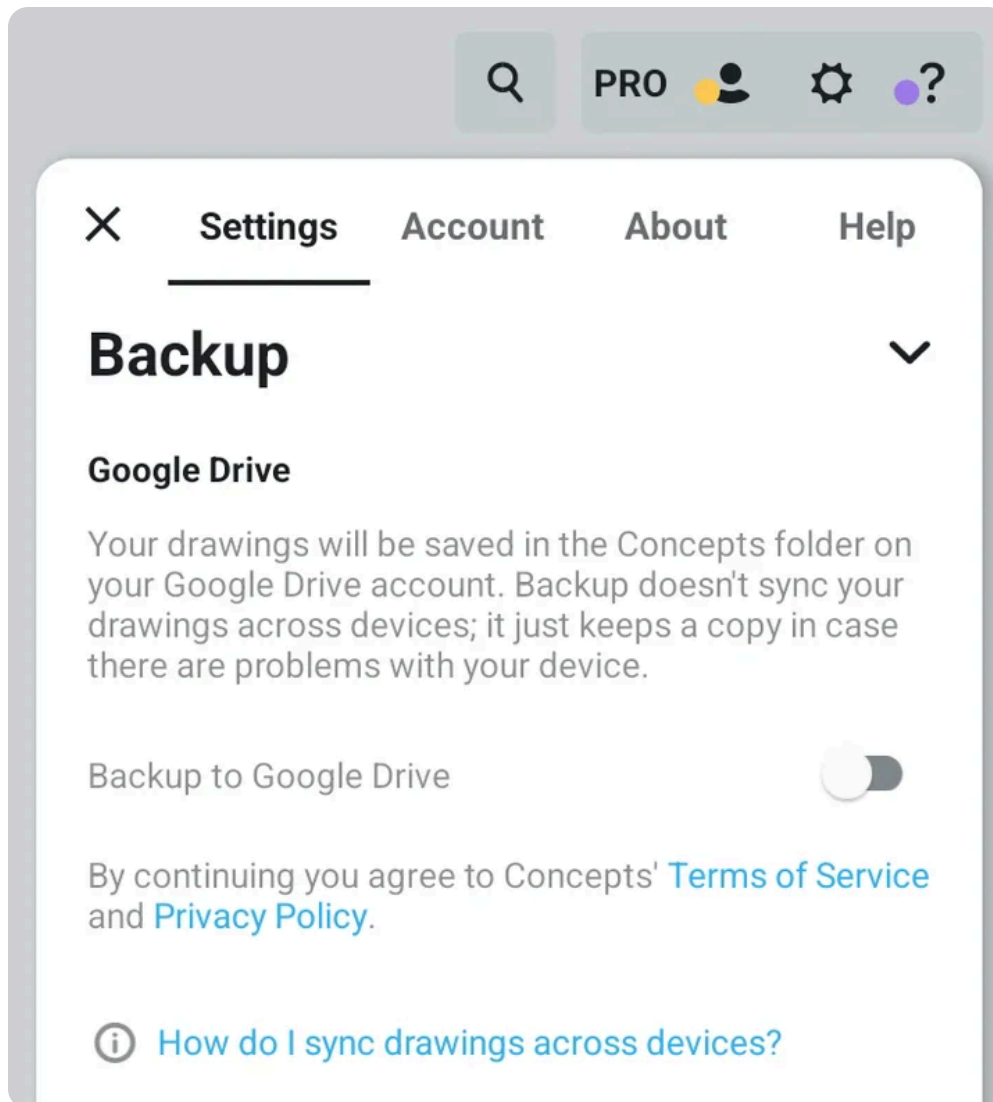 PRO ?
Settings Account About Help
Backup
Google Drive
Your drawings will be saved in the Concepts folder on
your Google Drive account. Backup doesn't sync your
drawings across devices; it just keeps a copy in case
there are problems with your device.
Backup to Google Drive
By continuing you agree to Concepts' Terms of Service
and Privacy Policy.
How do I sync drawings across devices?